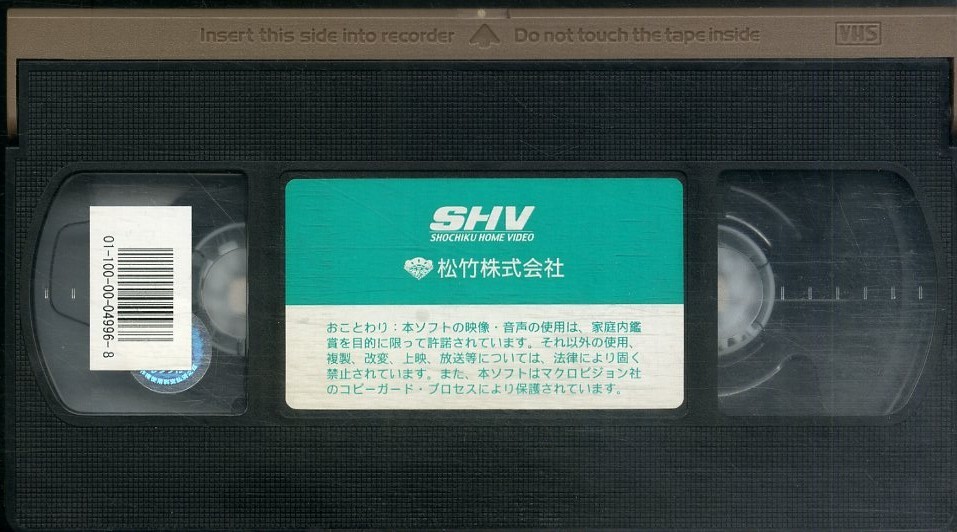 Insert this side into recorder Do not touch the tape inside VHS
SHV
SHOCHIKU HOME VIDEO
松竹株式会社
01-100-00-04996-8
おことわり：本ソフトの映像・音声の使用は、家庭内鑑
賞を目的に限って許諾されています。それ以外の使用、
複製、改変、上映、放送等については、法律により固く
禁止されています。また、本ソフトはマクロビジョン社
のコピーガード・プロセスにより保護されています。